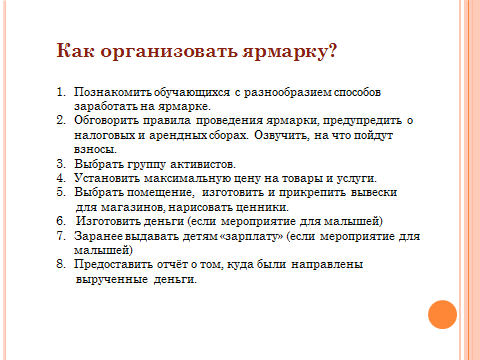 Как организовать ярмарку?
1. Познакомить обучающихся с разнообразием способов
заработать на ярмарке.
2. Обговорить правила проведения ярмарки, предупредить о
налоговых и арендных сборах. Озвучить, на что пойдут
взносы.
3. Выбрать группу активистов.
4. Установить максимальную цену на товары и услуги.
5. Выбрать помещение, изготовить и прикрепить вывески
для магазинов, нарисовать ценники.
6. Изготовить деньги (если мероприятие для малышей)
7. Заранее выдавать детям «зарплату» (если мероприятие для
малышей)
8. Предоставить отчёт о том, куда были направлены
вырученные деньги.